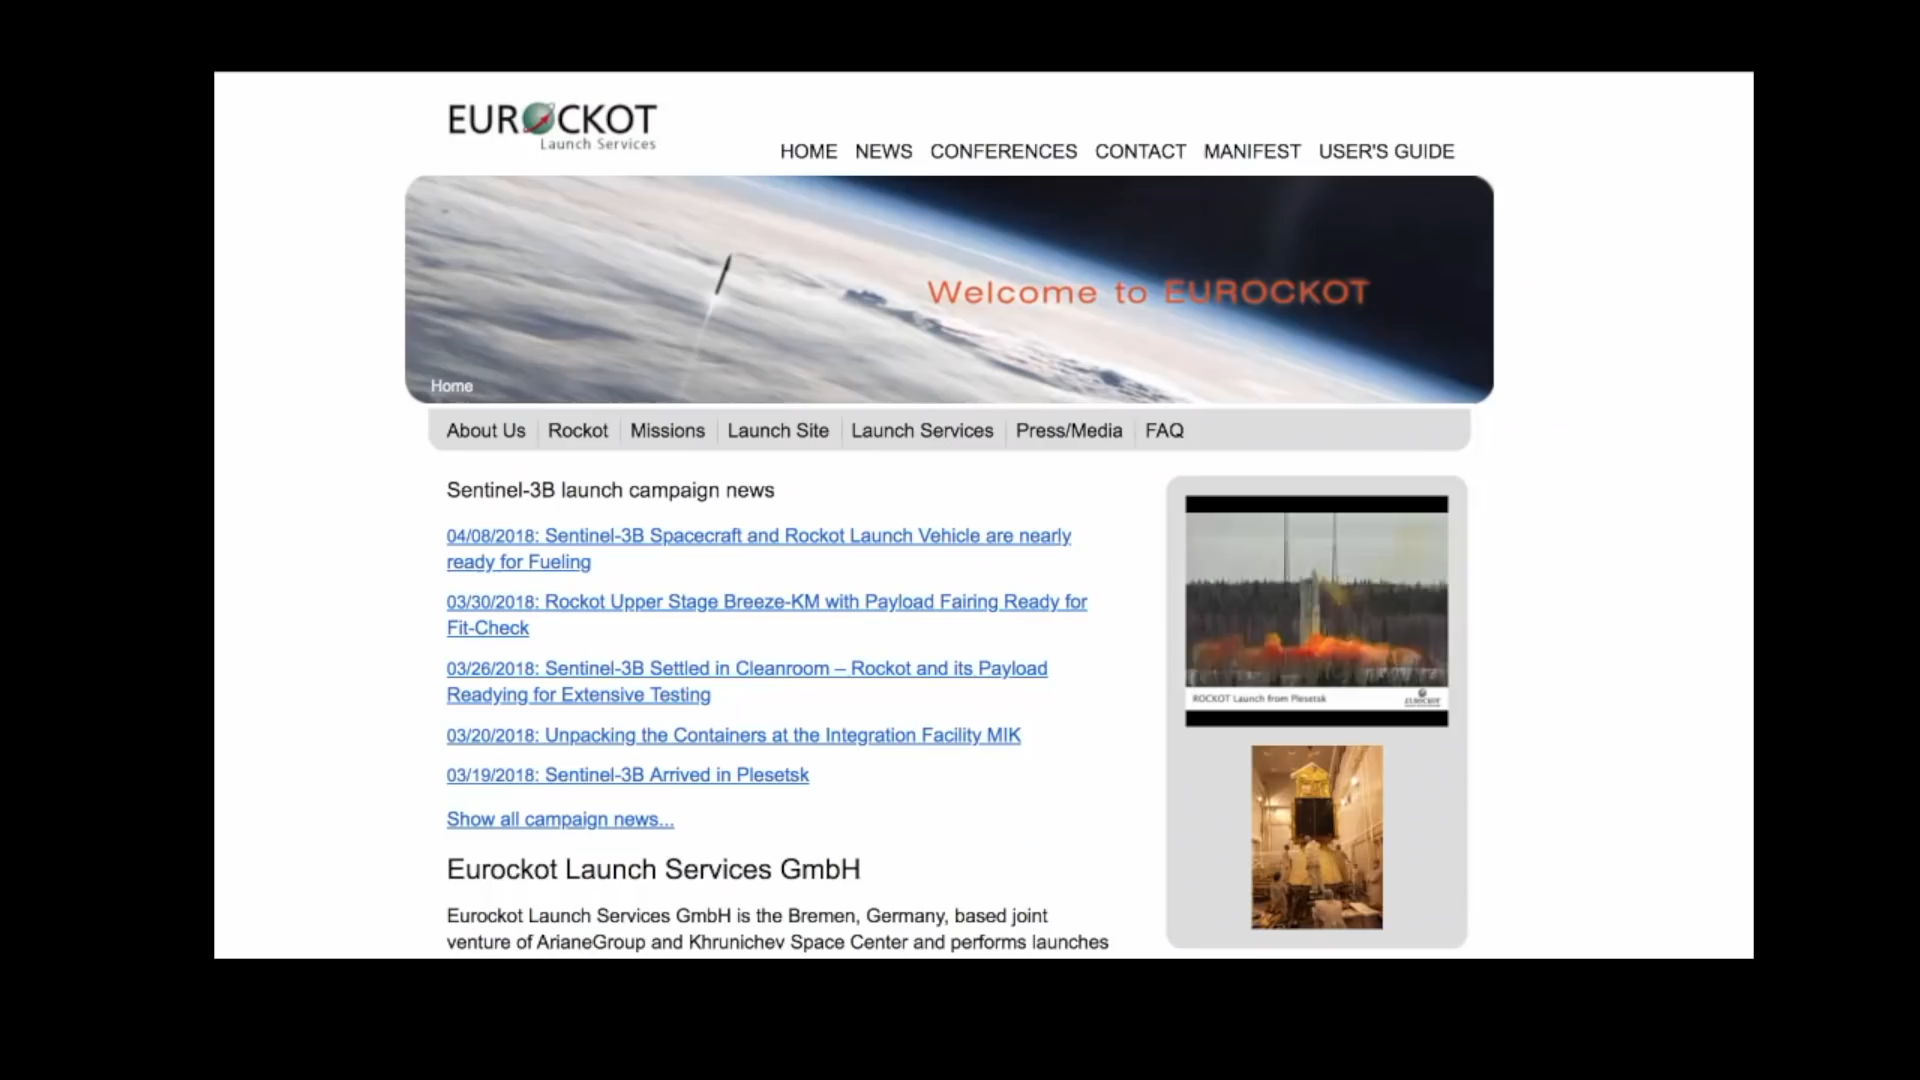 EUROCKOT
Launch Services
HOME NEWS CONFERENCES CONTACT MANIFEST USER'S GUIDE
Welcome to EUROCKOT
Home
About Us Rockot Missions Launch Site Launch Services Press/Media FAQ
Sentinel-3B launch campaign news
04/08/2018: Sentinel-3B Spacecraft and Rockot Launch Vehicle are nearly
ready for Fueling
03/30/2018: Rockot Upper Stage Breeze-KM with Payload Fairing Ready for
Fit-Check
03/26/2018: Sentinel-3B Settled in Cleanroom – Rockot and its Payload
Readying for Extensive Testing
03/20/2018: Unpacking the Containers at the Integration Facility MIK
03/19/2018: Sentinel-3B Arrived in Plesetsk
Show all campaign news...
Eurockot Launch Services GmbH
Eurockot Launch Services GmbH is the Bremen, Germany, based joint
venture of ArianeGroup and Khrunichev Space Center and performs launches
ROCKOT Launch from Plesetsk
EUROCKOT